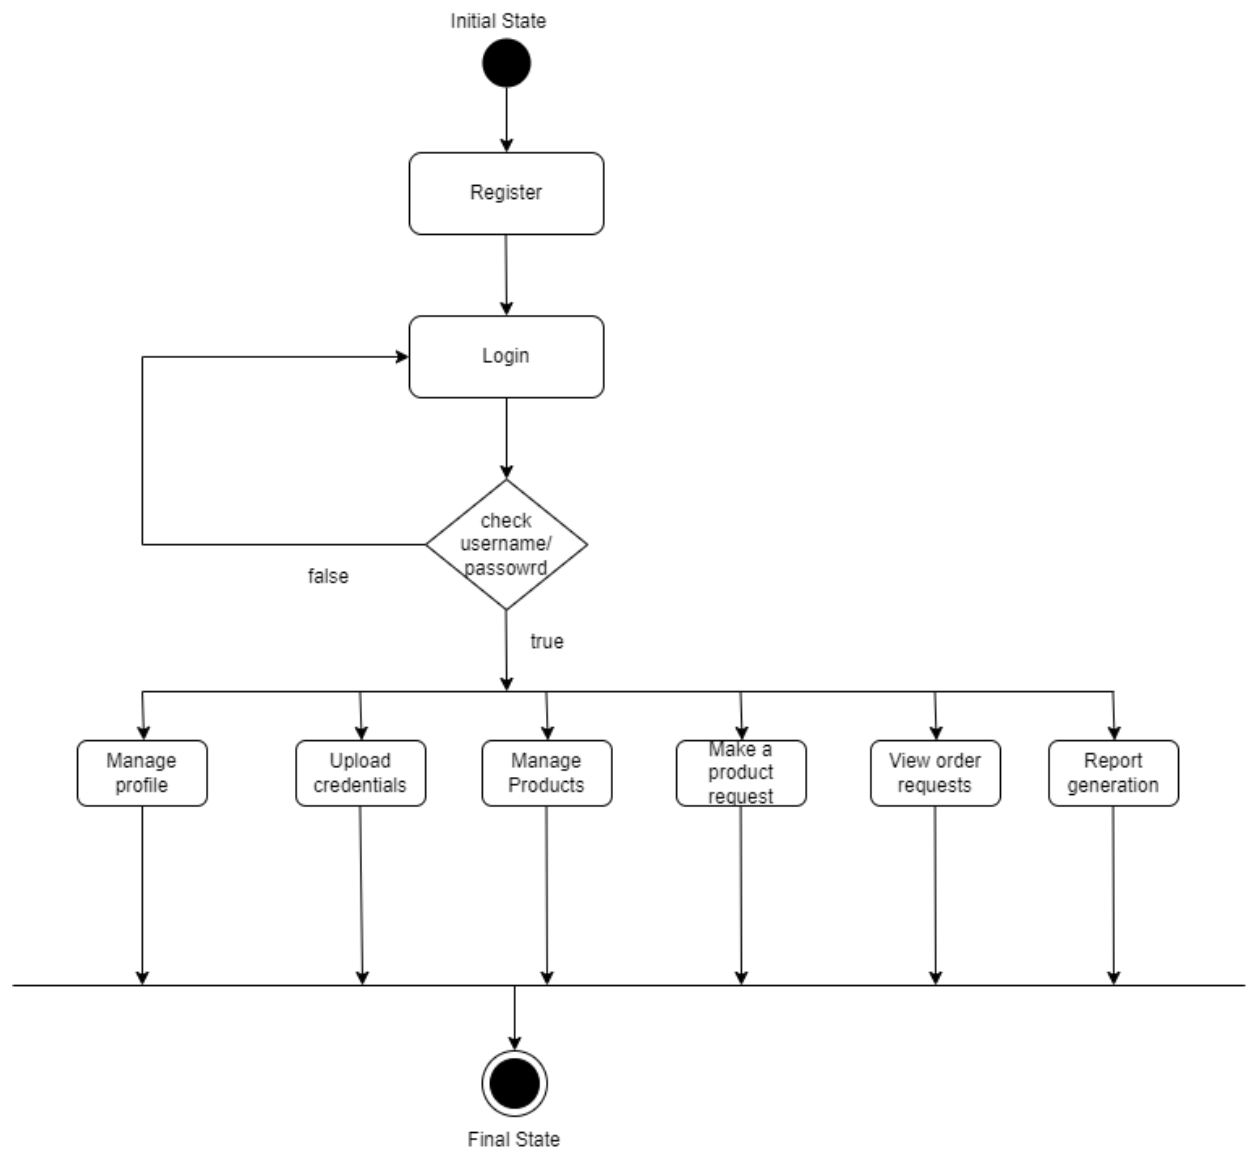 Initial State
Register
Login
check
username/
passowrd
false
true
Manage
profile
Upload
credentials
Manage
Products
Make a
product
request
View order
requests
Report
generation
Final State